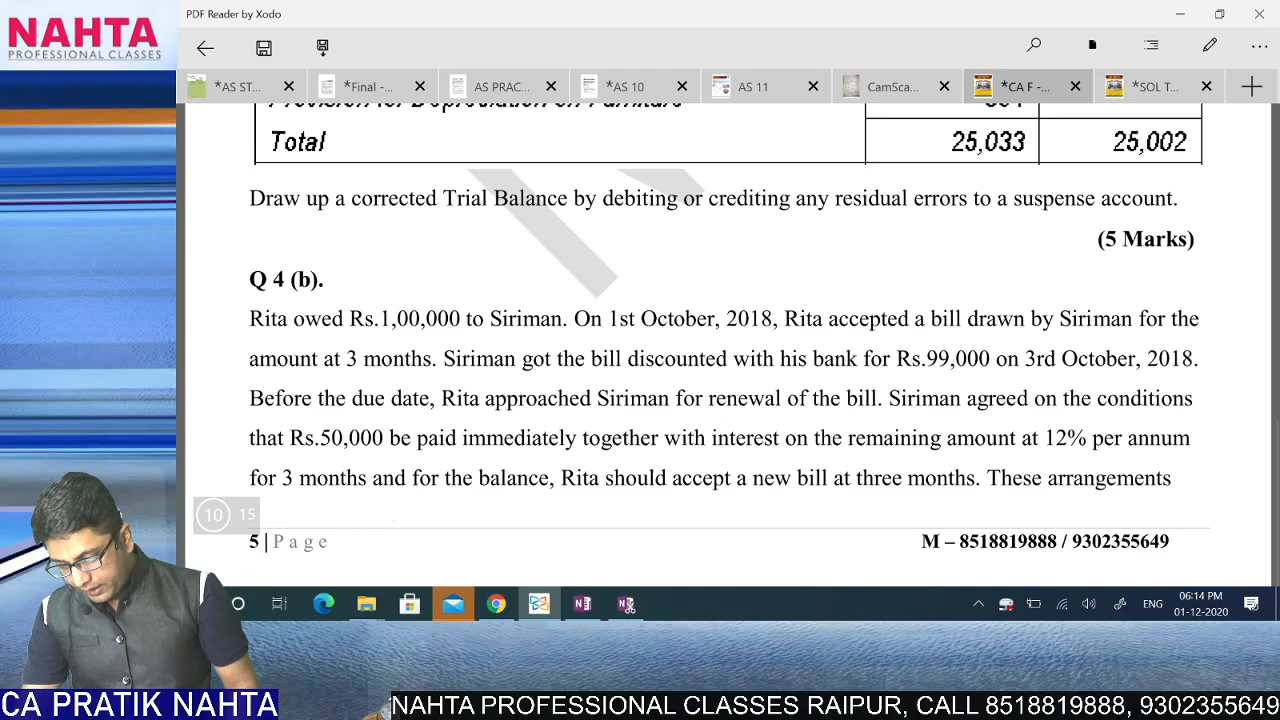 NAHTA
PROFESSIONAL CLASSES
PDF Reader by Xodo
*AS ST...
*Final -...
AS PRAC...
*AS 10
AS 11
CamSca...
*CA F -...
*SOL T...
Provision for Depreciation on Furniture
Total 25,033 25,002
Draw up a corrected Trial Balance by debiting or crediting any residual errors to a suspense account.
(5 Marks)
Q 4 (b).
Rita owed Rs.1,00,000 to Siriman. On 1st October, 2018, Rita accepted a bill drawn by Siriman for the
amount at 3 months. Siriman got the bill discounted with his bank for Rs.99,000 on 3rd October, 2018.
Before the due date, Rita approached Siriman for renewal of the bill. Siriman agreed on the conditions
that Rs.50,000 be paid immediately together with interest on the remaining amount at 12% per annum
for 3 months and for the balance, Rita should accept a new bill at three months. These arrangements
10 15
5 | P a g e
M – 8518819888 / 9302355649
ENG
06:14 PM
01-12-2020
CA PRATIK NAHTA
NAHTA PROFESSIONAL CLASSES RAIPUR, CALL 8518819888, 9302355649